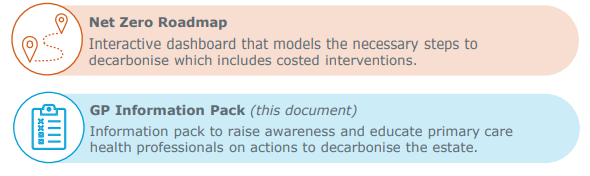 Net Zero Roadmap
Interactive dashboard that models the necessary steps to
decarbonise which includes costed interventions.
GP Information Pack (this document)
Information pack to raise awareness and educate primary care
health professionals on actions to decarbonise the estate.